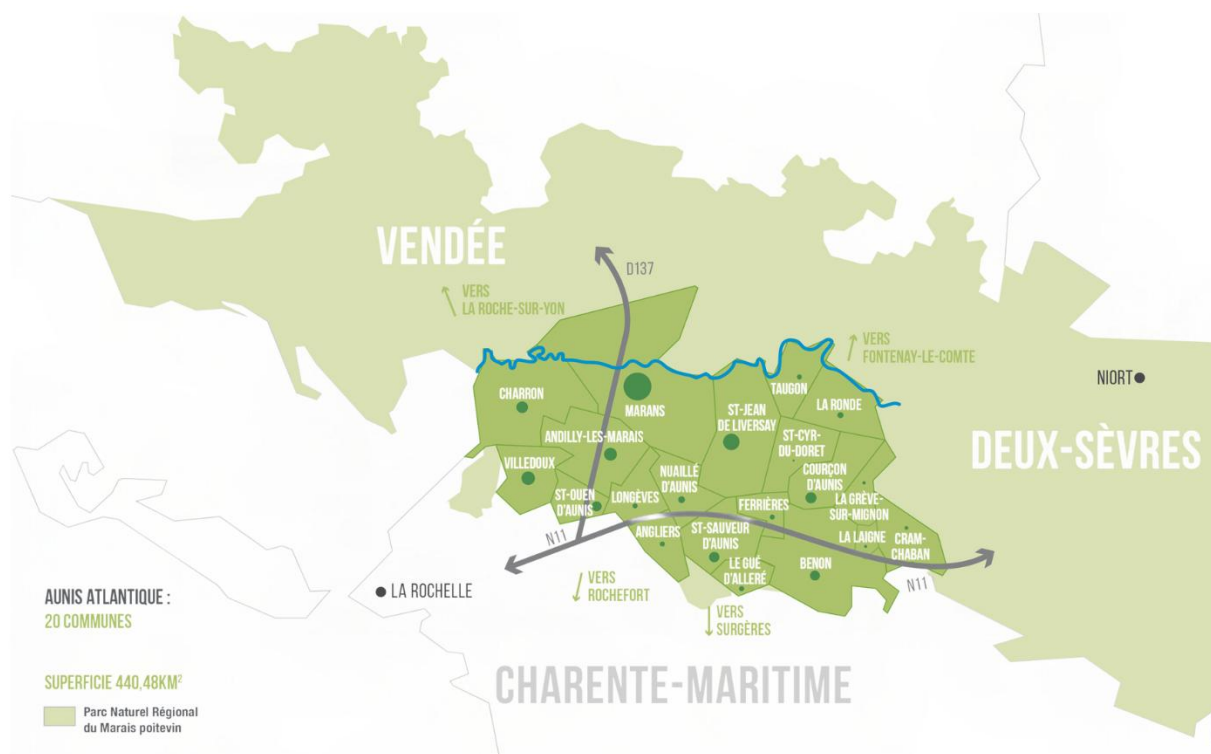 VENDÉE
D137
VERS
LA ROCHE-SUR-YON
VERS
FONTENAY-LE-COMTE
NIORT
TAUGON
CHARRON
MARANS
LA RONDE
ST-JEAN
DE LIVERSAY
ANDILLY-LES-MARAIS
ST-CYR-
DU-DORET
DEUX-SÈVRES
VILLEDOUX
NUAILLÉ
D'AUNIS
COURÇON
D'AUNIS
ST-OUEN
D'AUNIS
LONGÈVES
LA GRÈVE-
SUR-MIGNON
FERRIÈRES
ANGLIERS
ST-SAUVEUR
D'AUNIS
LA LAIGNE
CRAM-
CHABAN
N11
LE GUÉ
D'ALLERÉ
BENON
N11
VERS
ROCHEFORT
LA ROCHELLE
VERS
SURGÈRES
AUNIS ATLANTIQUE :
20 COMMUNES
CHARENTE-MARITIME
SUPERFICIE 440,48KM²
Parc Naturel Régional
du Marais poitevin